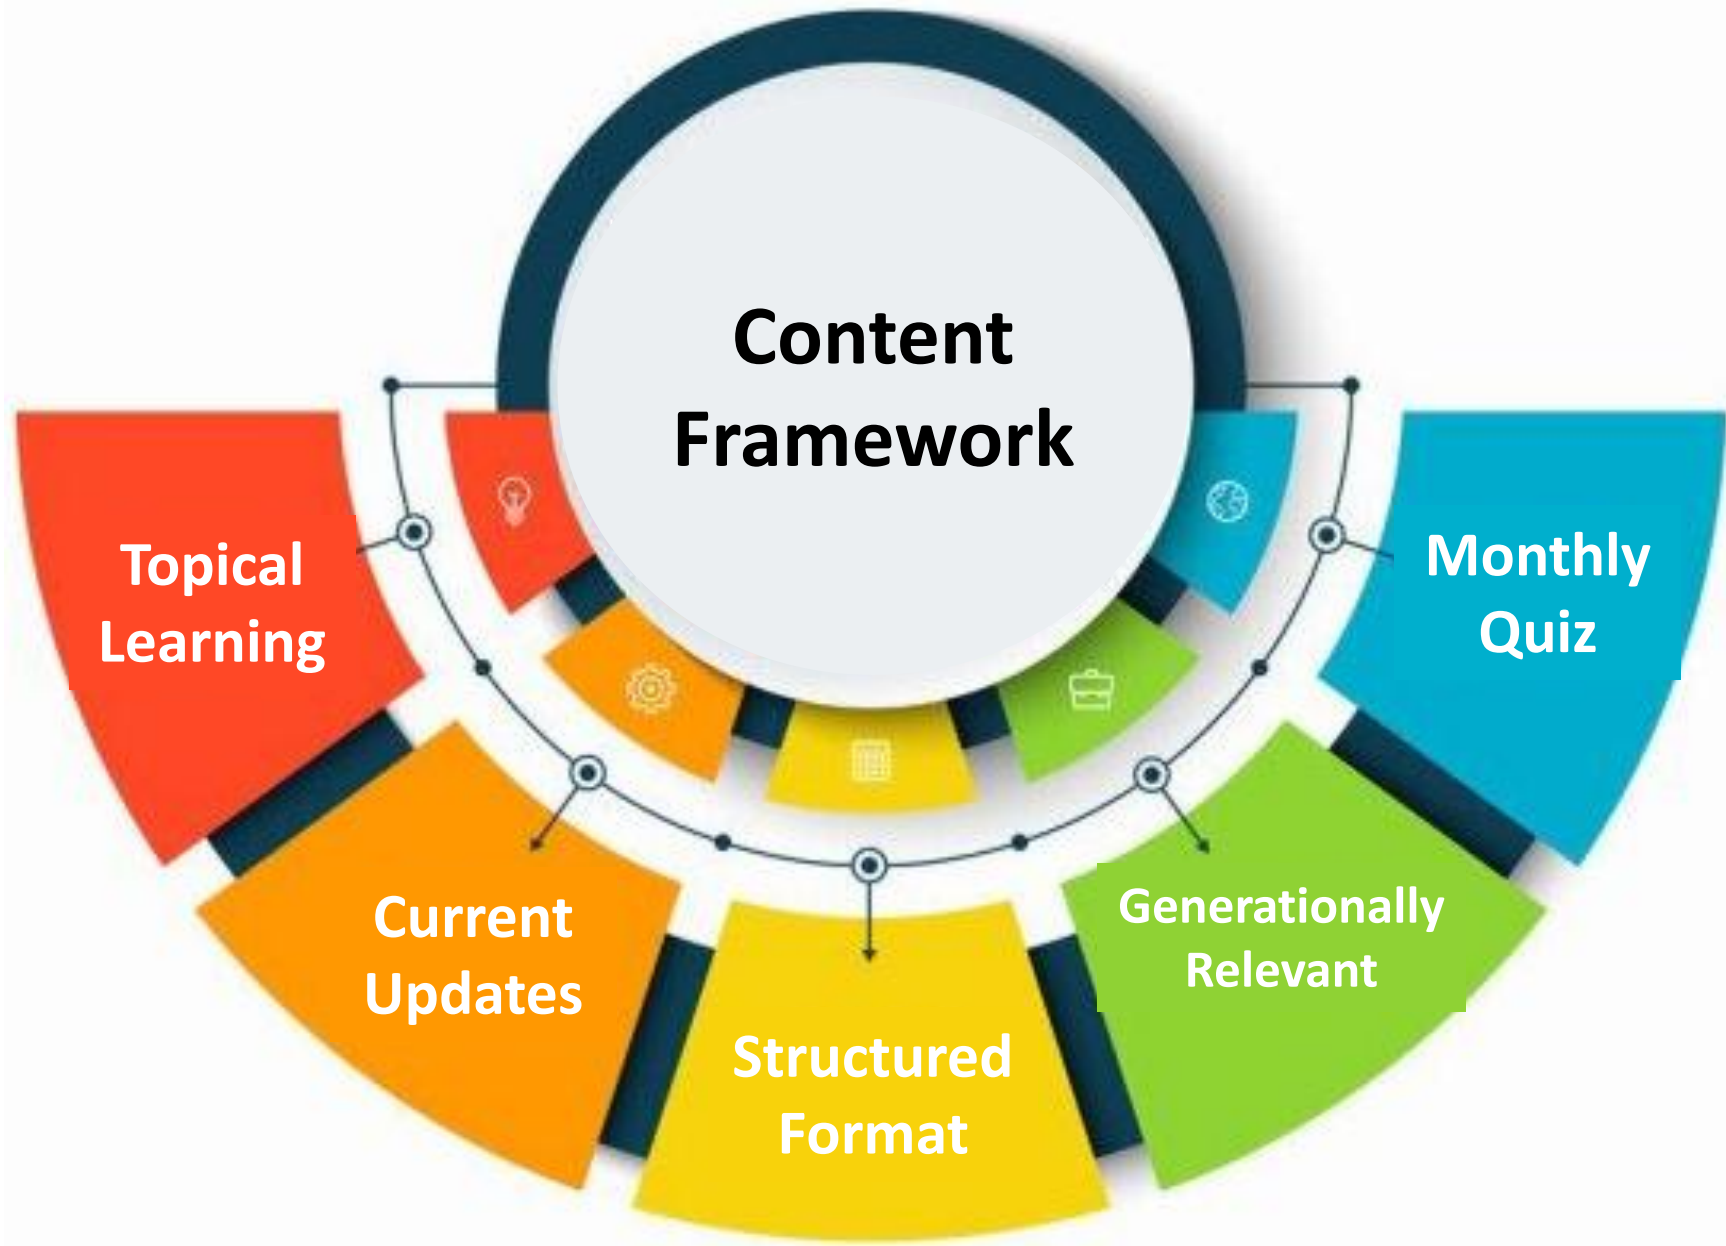 Content
Framework
Topical
Learning
Current
Updates
Structured
Format
Generationally
Relevant
Monthly
Quiz